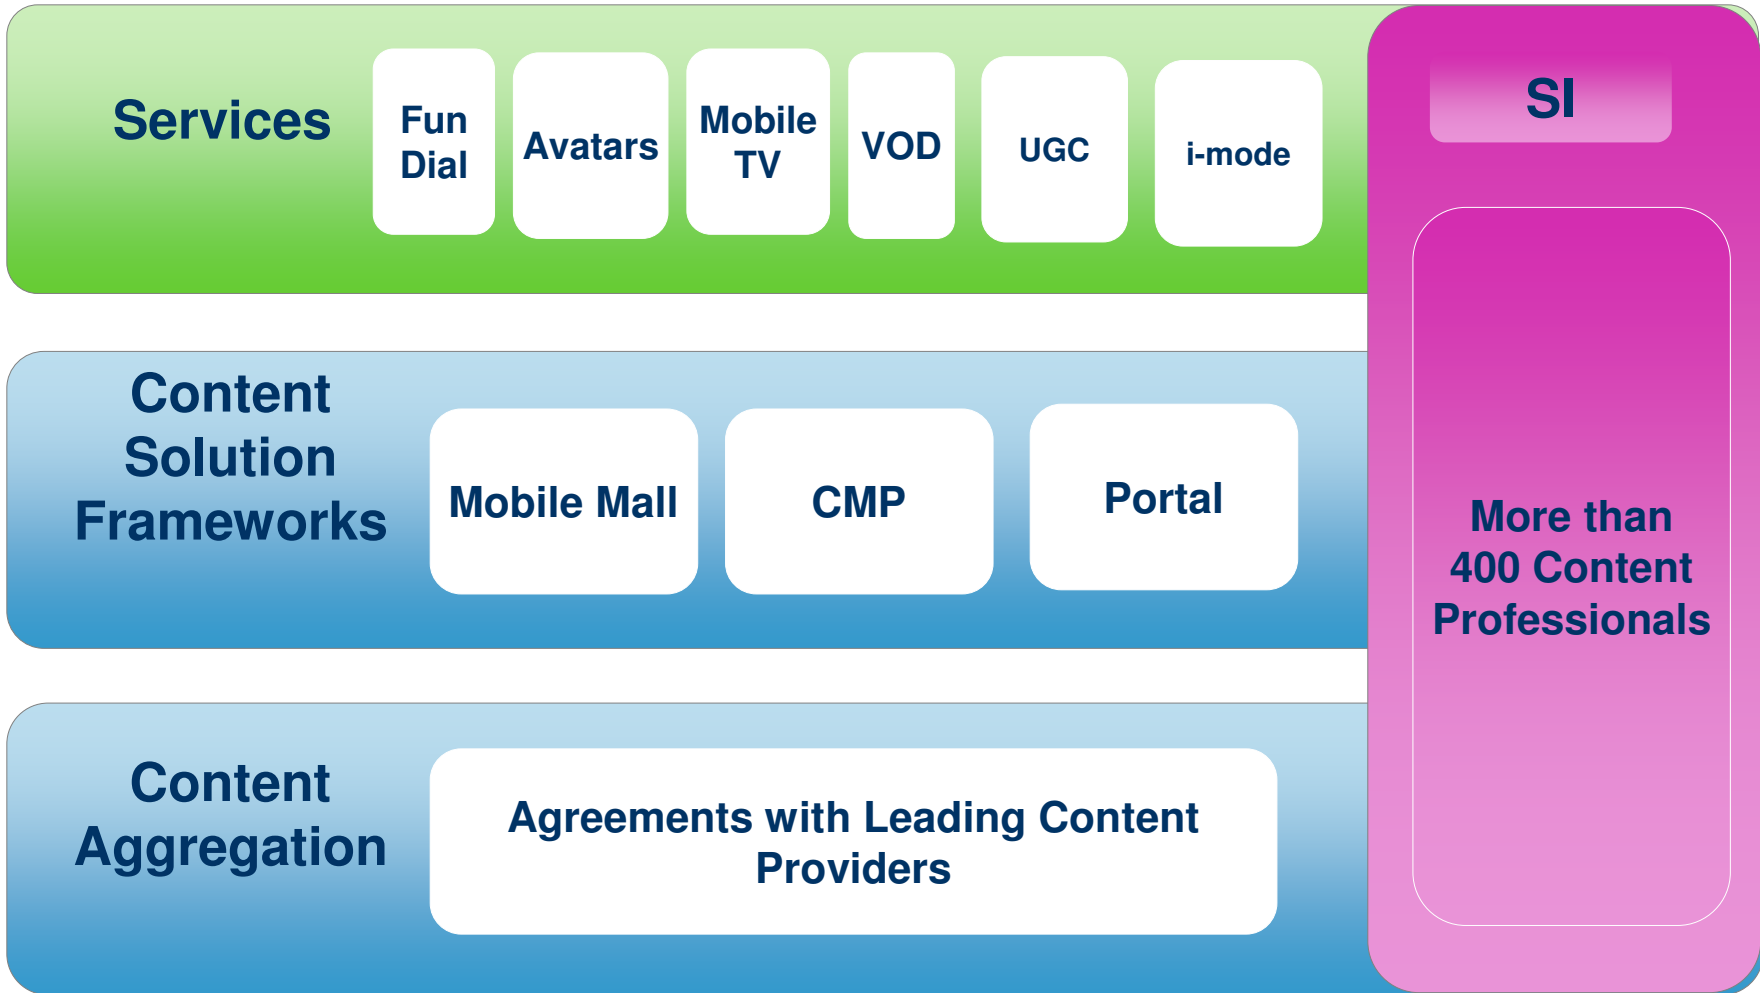 Services
Fun
Dial
Avatars
Mobile
TV
VOD
UGC
i-mode
SI
Content
Solution
Frameworks
Mobile Mall
CMP
Portal
More than
400 Content
Professionals
Content
Aggregation
Agreements with Leading Content
Providers